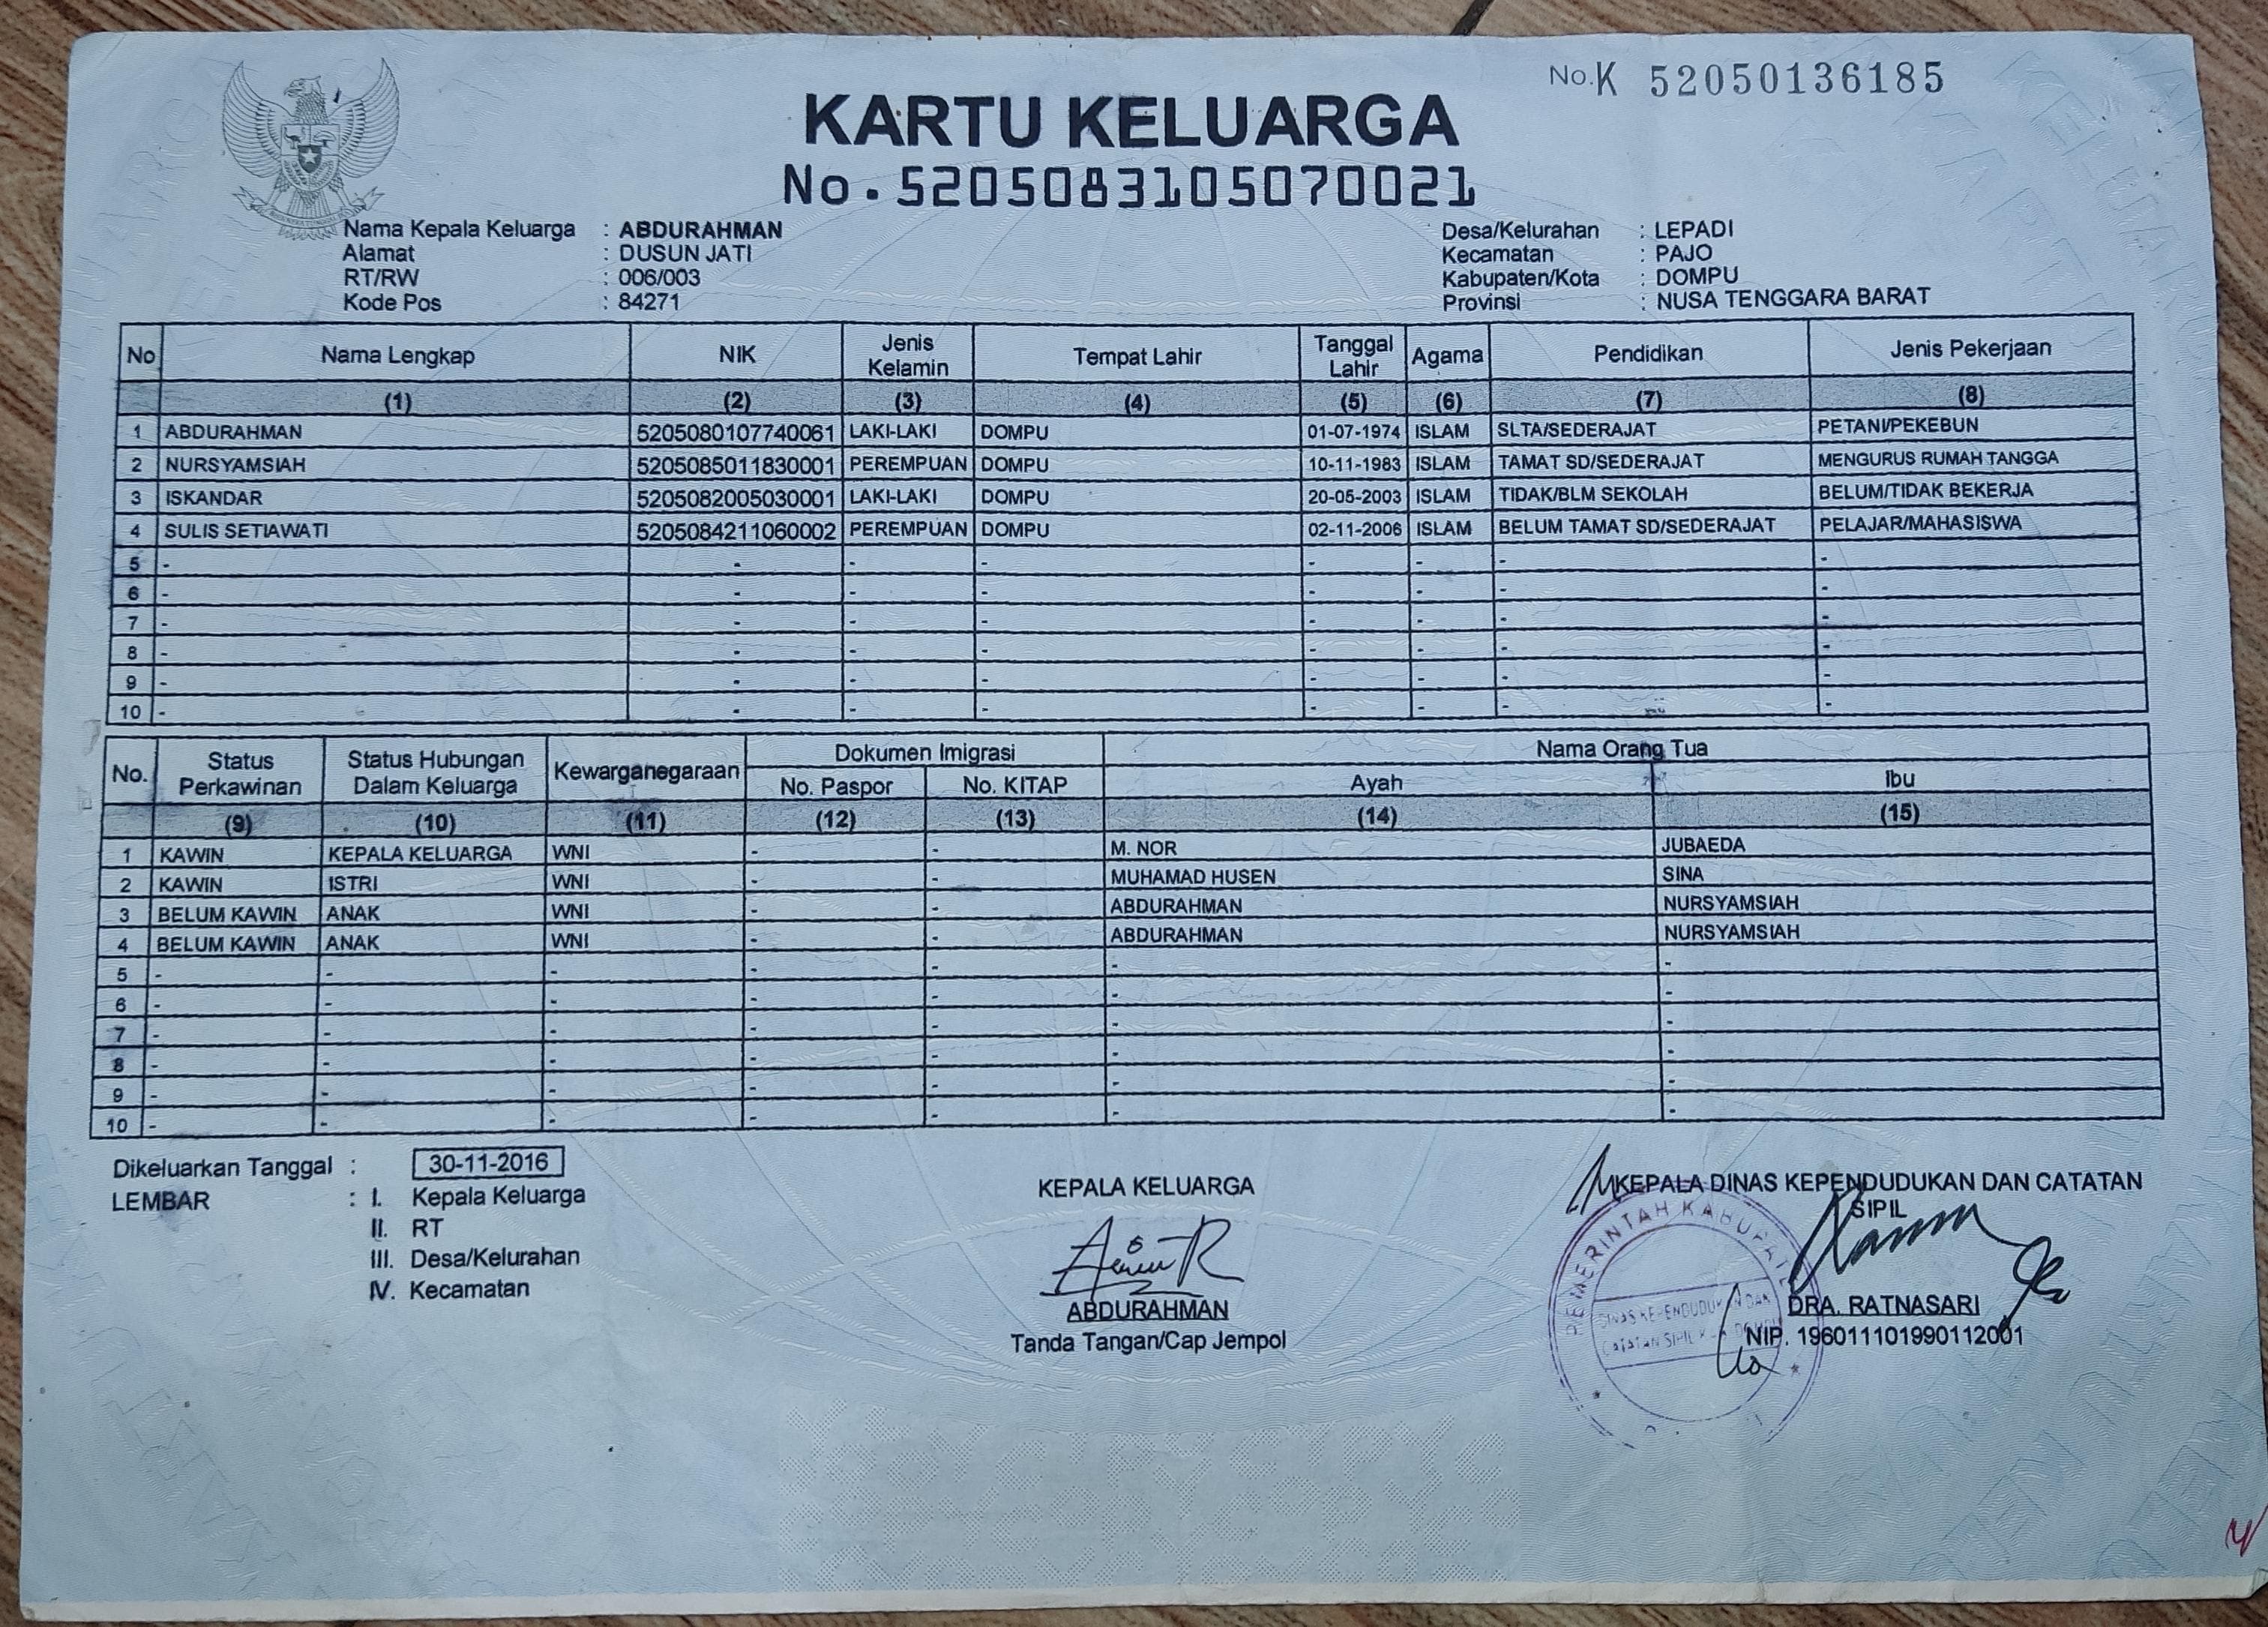 No.K 52050136185
KARTU KELUARGA
No.5205083105070021
Nama Kepala Keluarga : ABDURAHMAN
Alamat : DUSUN JATI
RT/RW : 006/003
Kode Pos : 84271
Desa/Kelurahan : LEPADI
Kecamatan : PAJO
Kabupaten/Kota : DOMPU
Provinsi : NUSA TENGGARA BARAT
No Nama Lengkap NIK Jenis Kelamin Tempat Lahir Tanggal Lahir Agama Pendidikan Jenis Pekerjaan
(1) (2) (3) (4) (5) (6) (7) (8)
1 ABDURAHMAN 5205080107740061 LAKI-LAKI DOMPU 01-07-1974 ISLAM SLTA/SEDERAJAT PETANI/PEKEBUN
2 NURSYAMSIAH 5205085011830001 PEREMPUAN DOMPU 10-11-1983 ISLAM TAMAT SD/SEDERAJAT MENGURUS RUMAH TANGGA
3 ISKANDAR 5205082005030001 LAKI-LAKI DOMPU 20-05-2003 ISLAM TIDAK/BLM SEKOLAH BELUM/TIDAK BEKERJA
4 SULIS SETIAWATI 5205084211060002 PEREMPUAN DOMPU 02-11-2006 ISLAM BELUM TAMAT SD/SEDERAJAT PELAJAR/MAHASISWA
5 - - - - - - - -
6 - - - - - - - -
7 - - - - - - - -
8 - - - - - - - -
9 - - - - - - - -
10 - - - - - - - -
No. Status Perkawinan Status Hubungan Dalam Keluarga Kewarganegaraan Dokumen Imigrasi Nama Orang Tua
No. Paspor No. KITAP Ayah Ibu
(9) (10) (11) (12) (13) (14) (15)
1 KAWIN KEPALA KELUARGA WNI - - M. NOR JUBAEDA
2 KAWIN ISTRI WNI - - MUHAMAD HUSEN SINA
3 BELUM KAWIN ANAK WNI - - ABDURAHMAN NURSYAMSIAH
4 BELUM KAWIN ANAK WNI - - ABDURAHMAN NURSYAMSIAH
5 - - - - - - -
6 - - - - - - -
7 - - - - - - -
8 - - - - - - -
9 - - - - - - -
10 - - - - - - -
Dikeluarkan Tanggal : 30-11-2016
LEMBAR : I. Kepala Keluarga
II. RT
III. Desa/Kelurahan
IV. Kecamatan
KEPALA KELUARGA
ABDURAHMAN
Tanda Tangan/Cap Jempol
KEPALA DINAS KEPENDUDUKAN DAN CATATAN
SIPIL
PEMERINTAH KABUPATE
DINAS KEPENDUDUKAN DAN
CATATAN SIPIL
DRA. RATNASARI
NIP. 196011101990112001